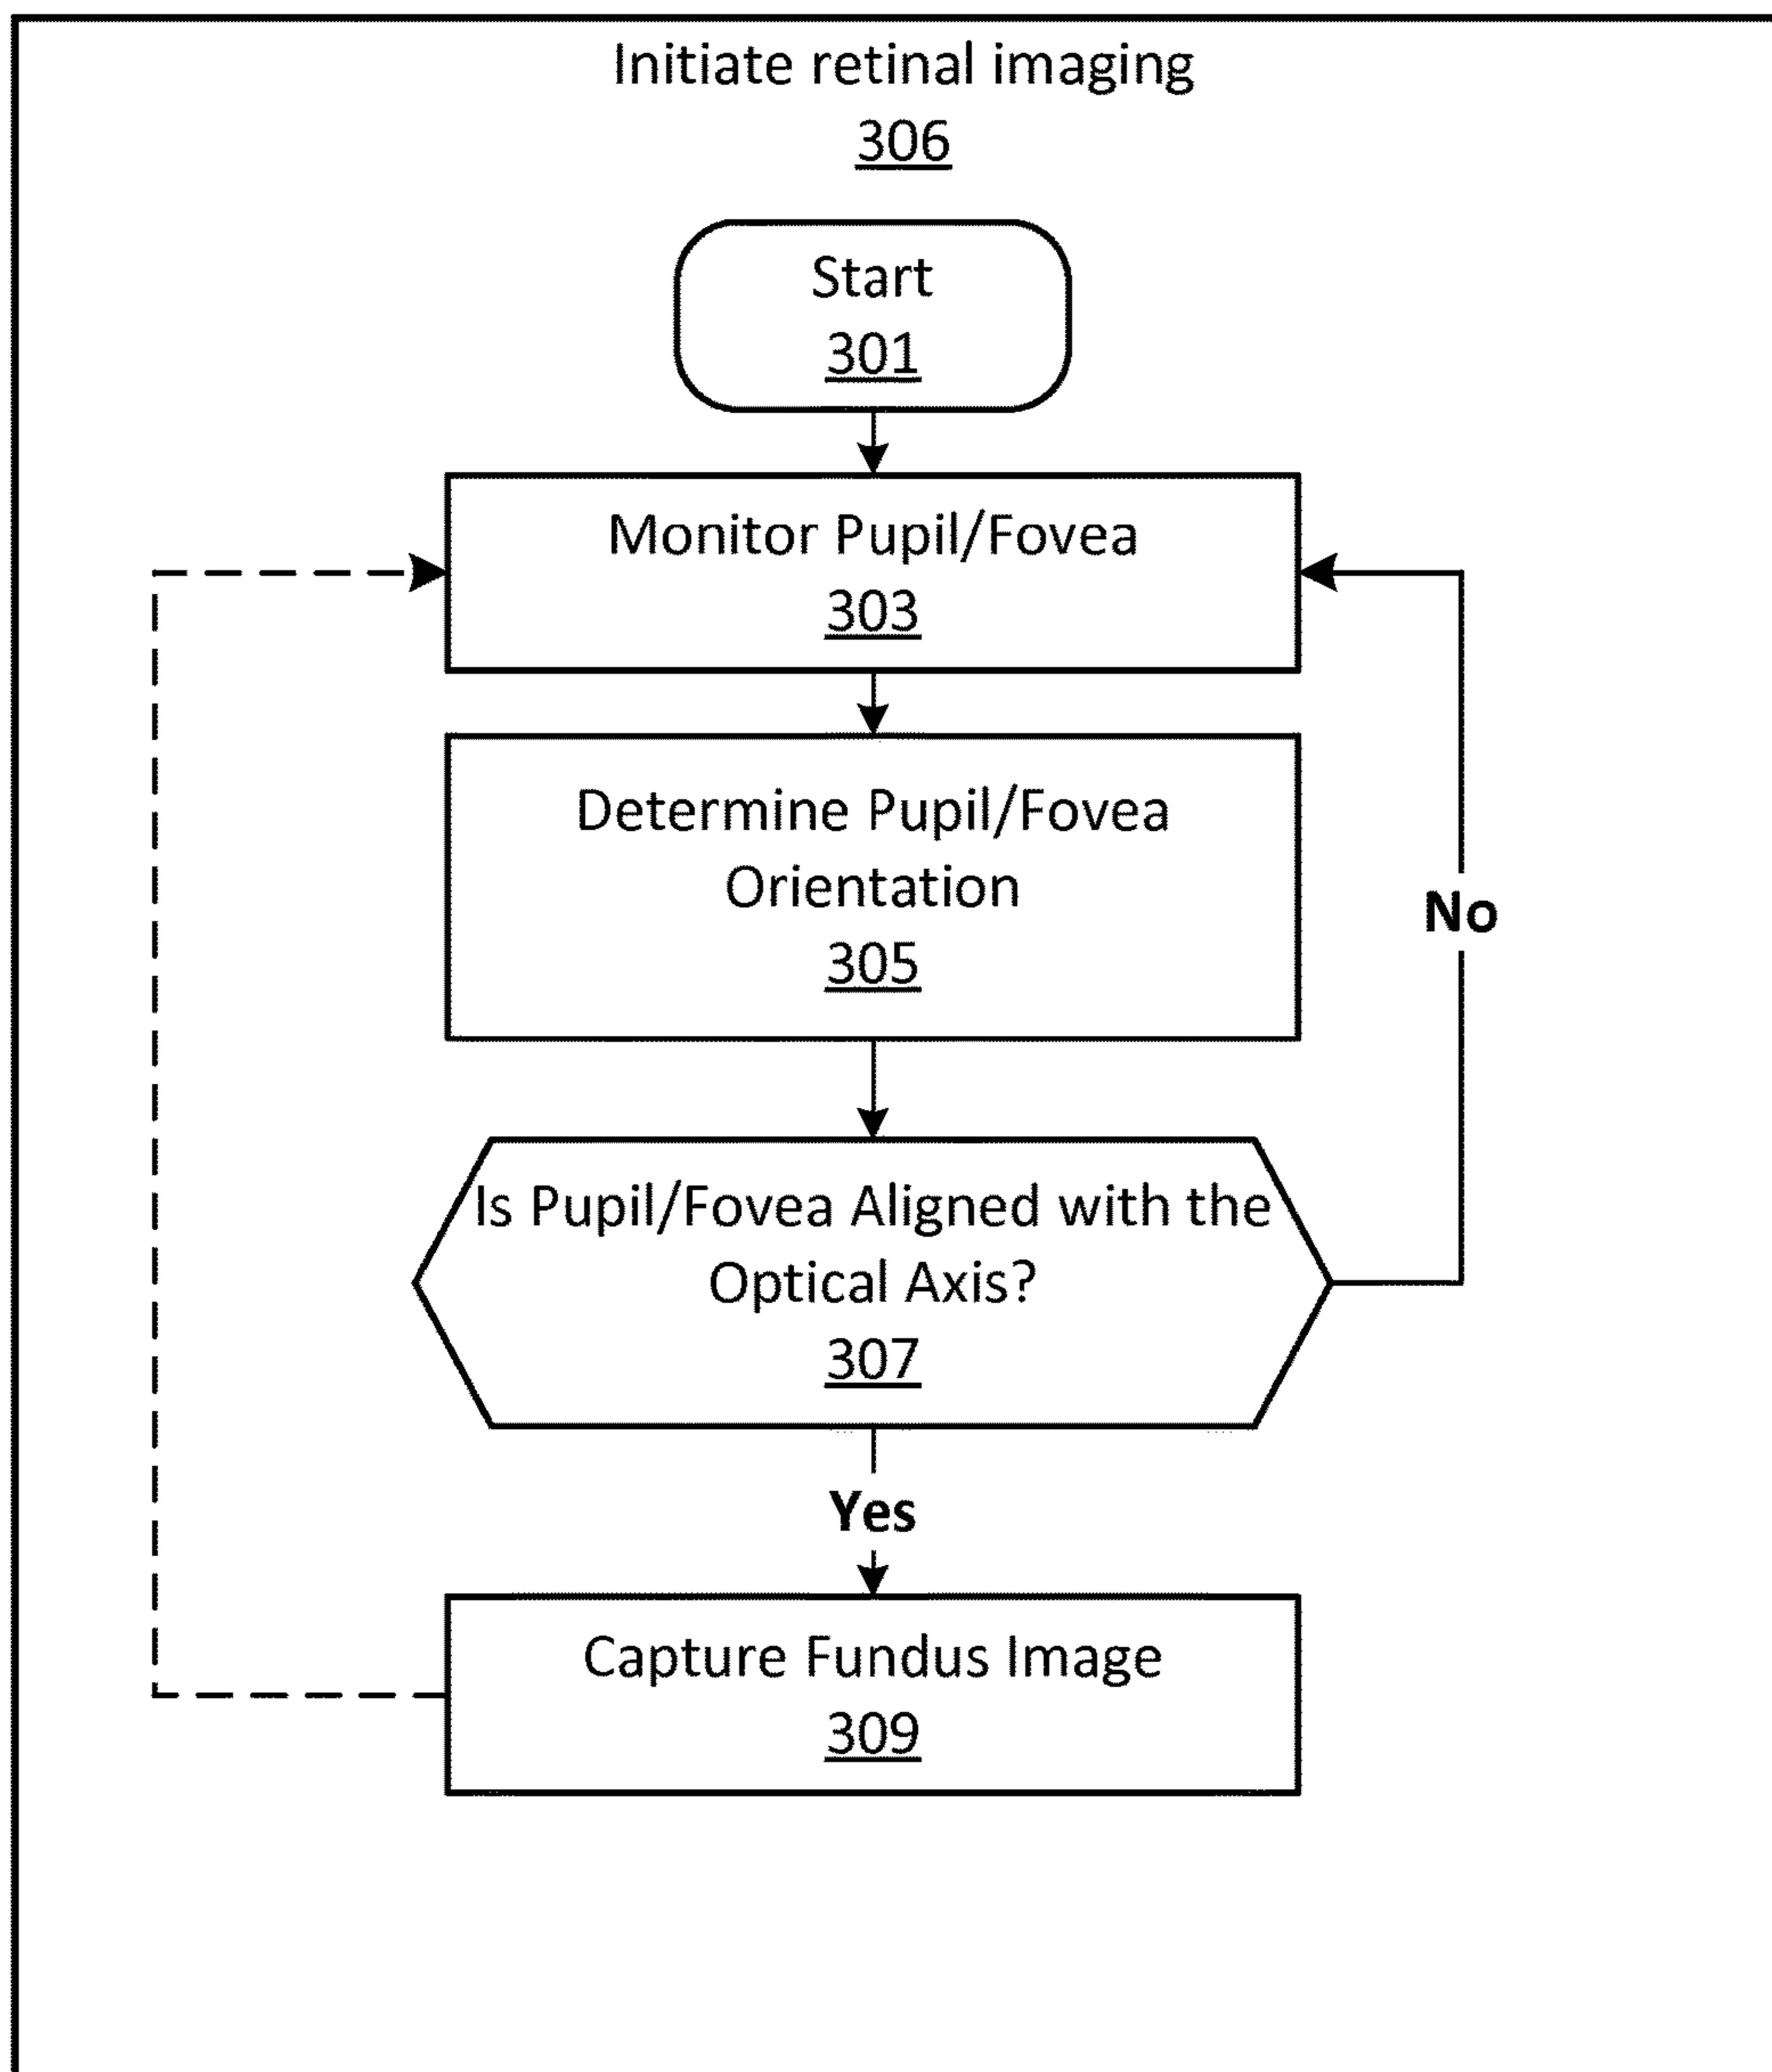 Initiate retinal imaging
306
Start
301
Monitor Pupil/Fovea
303
Determine Pupil/Fovea
Orientation
305
No
Is Pupil/Fovea Aligned with the
Optical Axis?
307
Yes
Capture Fundus Image
309